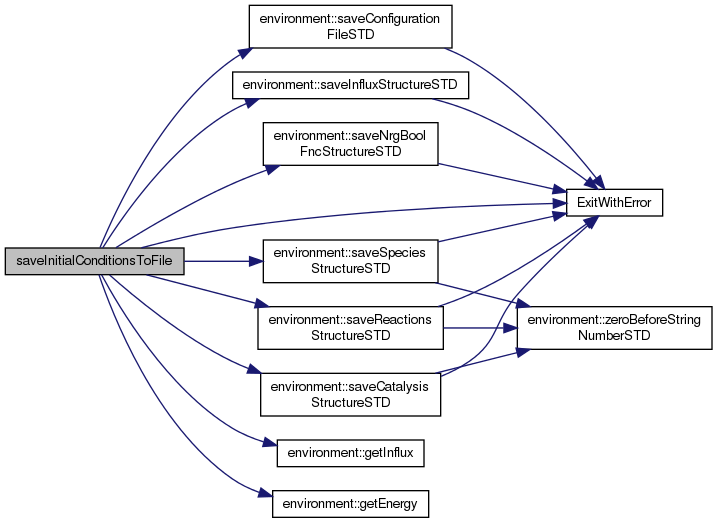 environment::saveConfiguration
FileSTD
environment::saveInfluxStructureSTD
environment::saveNrgBool
FncStructureSTD
ExitWithError
saveInitialConditionsToFile
environment::saveSpecies
StructureSTD
environment::saveReactions
StructureSTD
environment::zeroBeforeString
NumberSTD
environment::saveCatalysis
StructureSTD
environment::getInflux
environment::getEnergy